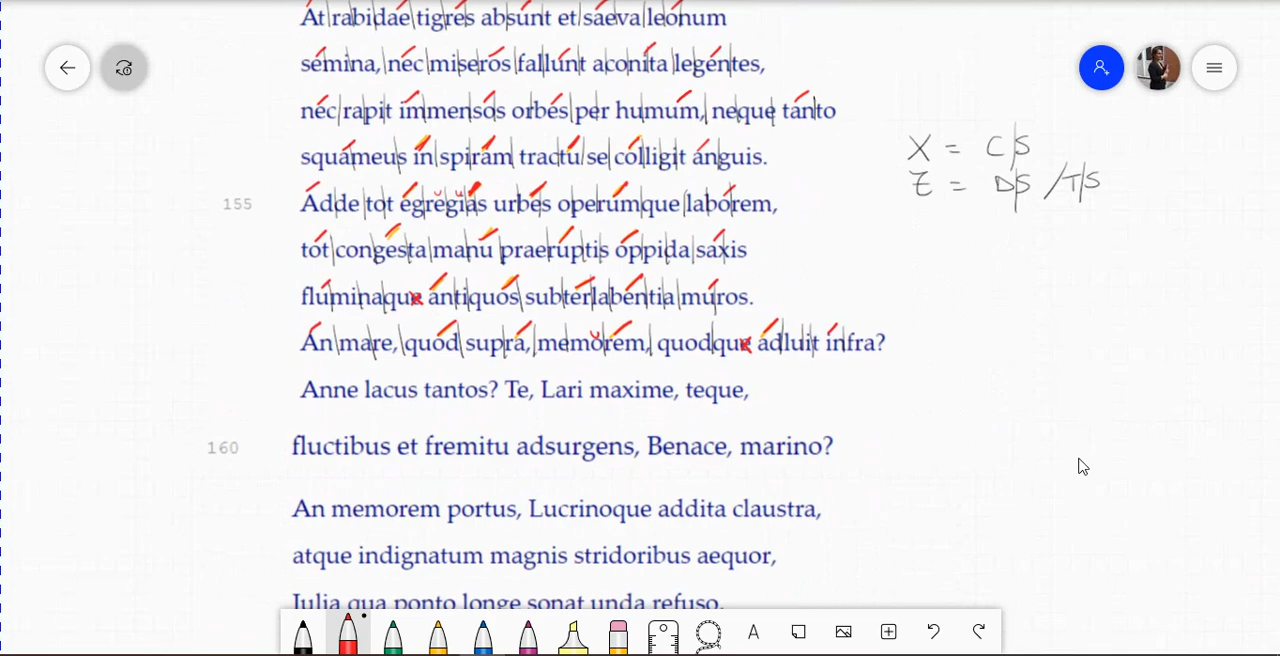 At rabidae tigres absunt et saeva leonum
semina, nec miseros fallunt aconita legentes,
nec rapit immensos orbes per humum, neque tanto
squameus in spiram tractu se colligit anguis.
155 Adde tot egregias urbes operumque laborem,
tot congesta manu praeruptis oppida saxis
fluminaque antiquos subterlabentia muros.
An mare, quod supra, memorem, quodque adluit infra?
Anne lacus tantos? Te, Lari maxime, teque,
160 fluctibus et fremitu adsurgens, Benace, marino?
An memorem portus, Lucrinoque addita claustra,
atque indignatum magnis stridoribus aequor,
Iulia qua ponto longe sonat unda refuso,
X = C|S
Z = D|S / T|S
A